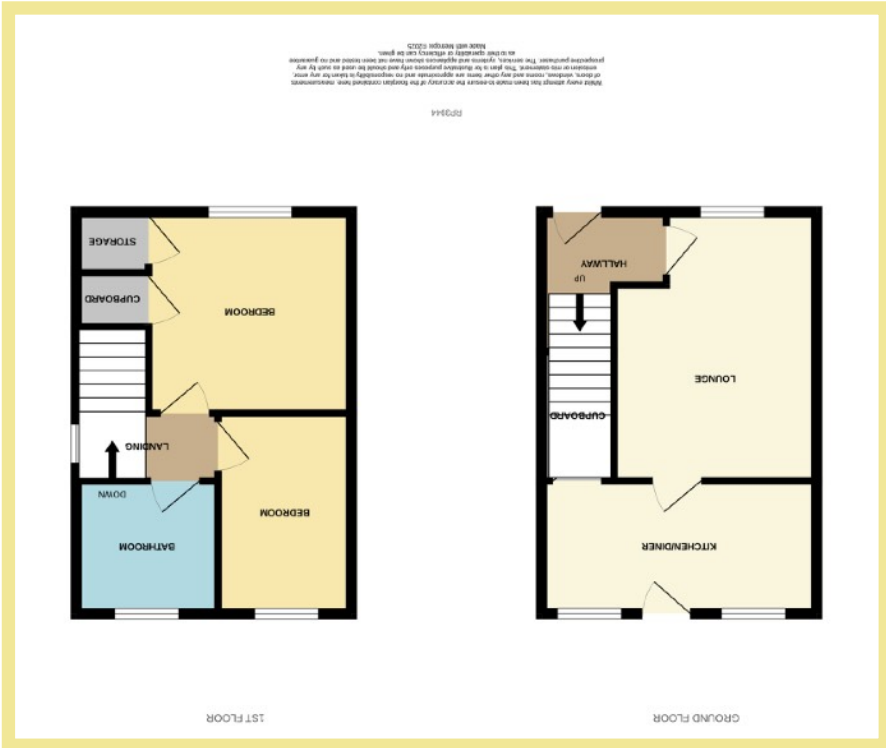 GROUND FLOOR
1ST FLOOR
KITCHEN/DINER
CUPBOARD
LOUNGE
UP
HALLWAY
BEDROOM
BATHROOM
DOWN
LANDING
BEDROOM
CUPBOARD
STORAGE
RP3944
Whilst every attempt has been made to ensure the accuracy of the floorplan contained here, measurements
of doors, windows, rooms and any other items are approximate and no responsibility is taken for any error,
omission or mis-statement. This plan is for illustrative purposes only and should be used as such by any
prospective purchaser. The services, systems and appliances shown have not been tested and no guarantee
as to their operability or efficiency can be given.
Made with Metropix ©2025